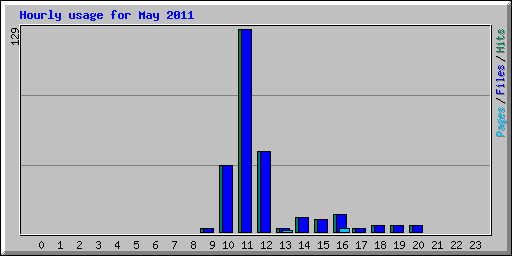 Hourly usage for May 2011
129
Pages/Files/Hits
0 1 2 3 4 5 6 7 8 9 10 11 12 13 14 15 16 17 18 19 20 21 22 23